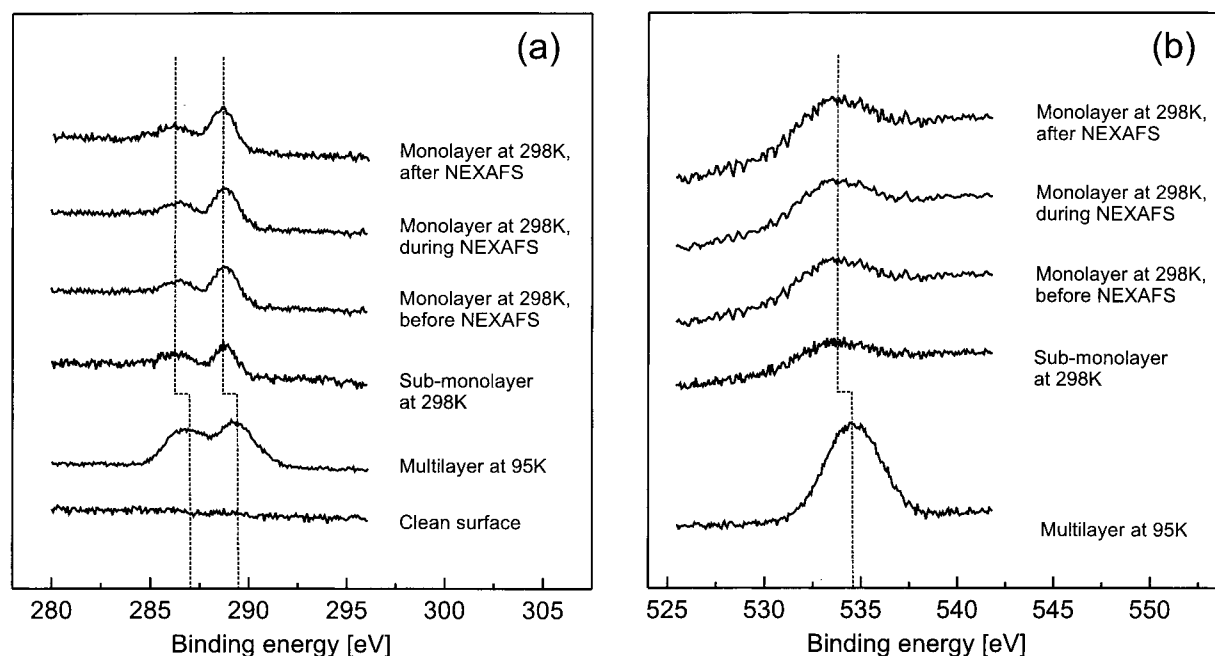 (a)
Monolayer at 298K,
after NEXAFS
Monolayer at 298K,
during NEXAFS
Monolayer at 298K,
before NEXAFS
Sub-monolayer
at 298K
Multilayer at 95K
Clean surface
280 285 290 295 300 305
Binding energy [eV]
(b)
Monolayer at 298K,
after NEXAFS
Monolayer at 298K,
during NEXAFS
Monolayer at 298K,
before NEXAFS
Sub-monolayer
at 298K
Multilayer at 95K
525 530 535 540 545 550
Binding energy [eV]